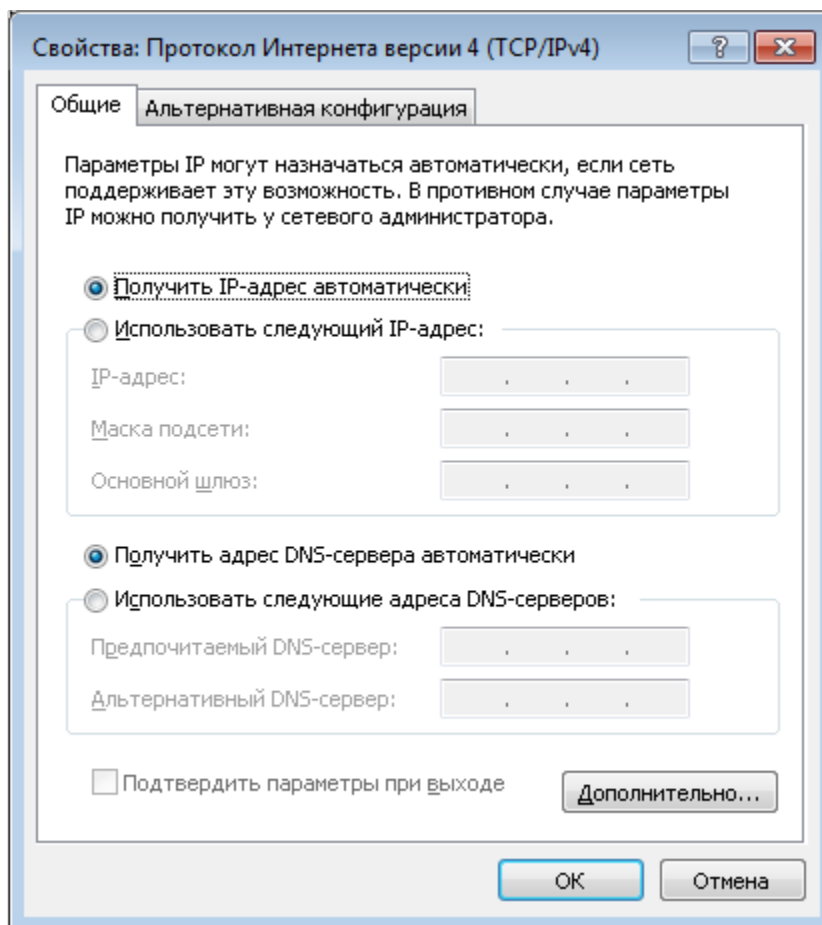 Свойства: Протокол Интернета версии 4 (TCP/IPv4)
Общие
Альтернативная конфигурация
Параметры IP могут назначаться автоматически, если сеть
поддерживает эту возможность. В противном случае параметры
IP можно получить у сетевого администратора.
Получить IP-адрес автоматически
Использовать следующий IP-адрес:
IP-адрес:
Маска подсети:
Основной шлюз:
Получить адрес DNS-сервера автоматически
Использовать следующие адреса DNS-серверов:
Предпочитаемый DNS-сервер:
Альтернативный DNS-сервер:
Подтвердить параметры при выходе
Дополнительно...
ОК
Отмена